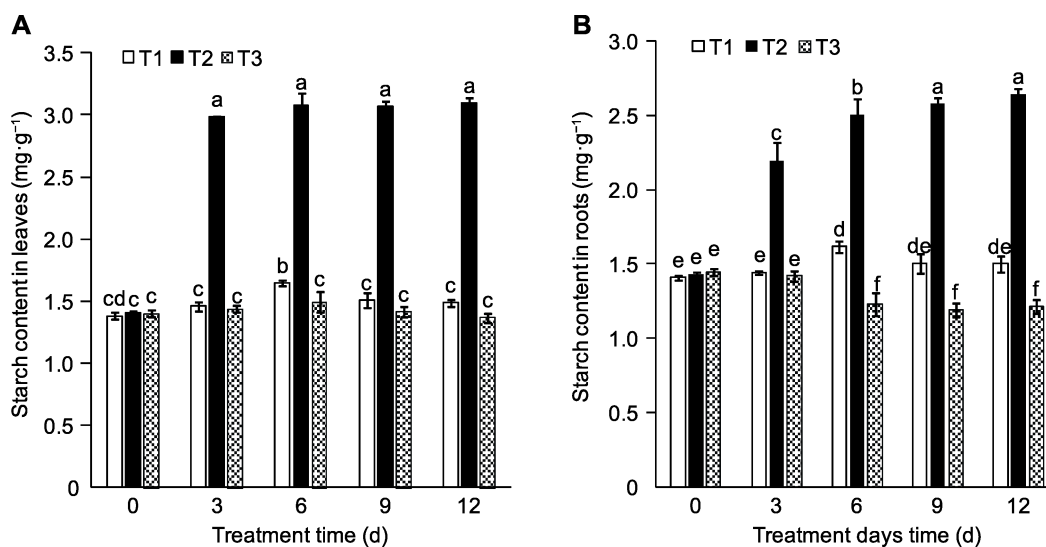 A
T1 T2 T3
Starch content in leaves (mg·g⁻¹)
3.5
3.0
2.5
2.0
1.5
1.0
0.5
0
cd c c
c a c
b a c
c a c
c a c
0 3 6 9 12
Treatment time (d)
B
T1 T2 T3
Starch content in roots (mg·g⁻¹)
3.0
2.5
2.0
1.5
1.0
0.5
0
e e e
e c e
d b f
de a f
de a f
0 3 6 9 12
Treatment days time (d)